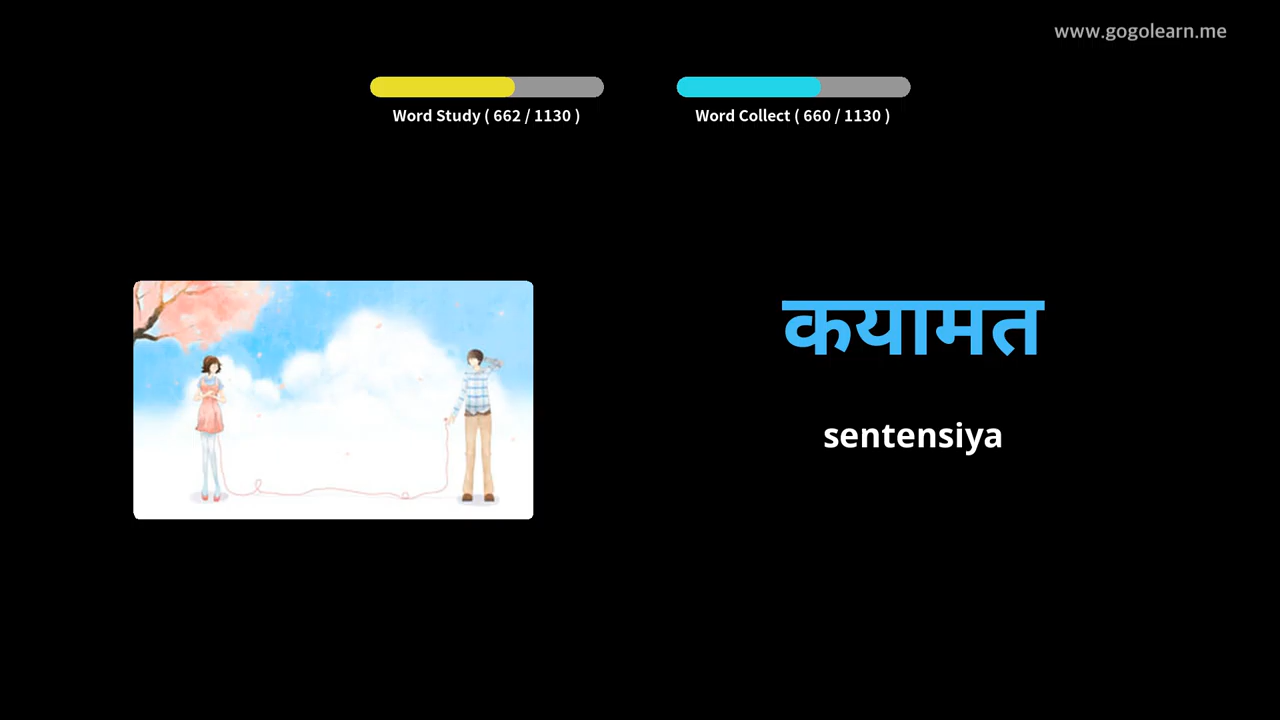 www.gogolearn.me
Word Study ( 662 / 1130 )
Word Collect ( 660 / 1130 )
कयामत
sentensiya